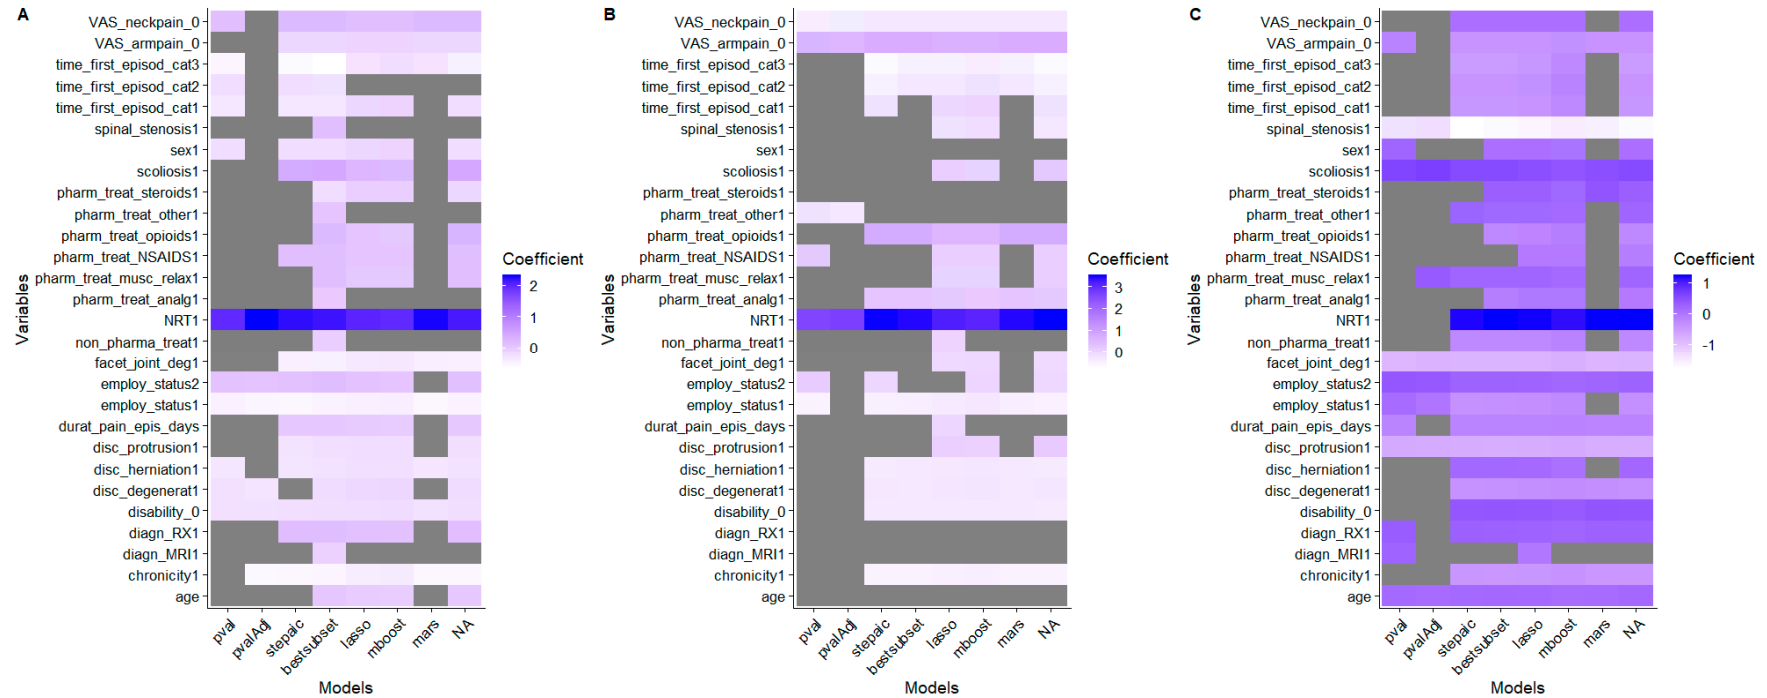 A
VAS_neckpain_0
VAS_armpain_0
time_first_episod_cat3
time_first_episod_cat2
time_first_episod_cat1
spinal_stenosis1
sex1
scoliosis1
pharm_treat_steroids1
pharm_treat_other1
pharm_treat_opioids1
pharm_treat_NSAIDS1
pharm_treat_musc_relax1
pharm_treat_analg1
NRT1
non_pharma_treat1
facet_joint_deg1
employ_status2
employ_status1
durat_pain_epis_days
disc_protrusion1
disc_herniation1
disc_degenerat1
disability_0
diagn_RX1
diagn_MRI1
chronicity1
age
Variables
pval
pvalAdj
stepaic
bestsubset
lasso
mboost
mars
NA
Models
Coefficient
2
1
0
B
VAS_neckpain_0
VAS_armpain_0
time_first_episod_cat3
time_first_episod_cat2
time_first_episod_cat1
spinal_stenosis1
sex1
scoliosis1
pharm_treat_steroids1
pharm_treat_other1
pharm_treat_opioids1
pharm_treat_NSAIDS1
pharm_treat_musc_relax1
pharm_treat_analg1
NRT1
non_pharma_treat1
facet_joint_deg1
employ_status2
employ_status1
durat_pain_epis_days
disc_protrusion1
disc_herniation1
disc_degenerat1
disability_0
diagn_RX1
diagn_MRI1
chronicity1
age
Variables
pval
pvalAdj
stepaic
bestsubset
lasso
mboost
mars
NA
Models
Coefficient
3
2
1
0
C
VAS_neckpain_0
VAS_armpain_0
time_first_episod_cat3
time_first_episod_cat2
time_first_episod_cat1
spinal_stenosis1
sex1
scoliosis1
pharm_treat_steroids1
pharm_treat_other1
pharm_treat_opioids1
pharm_treat_NSAIDS1
pharm_treat_musc_relax1
pharm_treat_analg1
NRT1
non_pharma_treat1
facet_joint_deg1
employ_status2
employ_status1
durat_pain_epis_days
disc_protrusion1
disc_herniation1
disc_degenerat1
disability_0
diagn_RX1
diagn_MRI1
chronicity1
age
Variables
pval
pvalAdj
stepaic
bestsubset
lasso
mboost
mars
NA
Models
Coefficient
1
0
-1